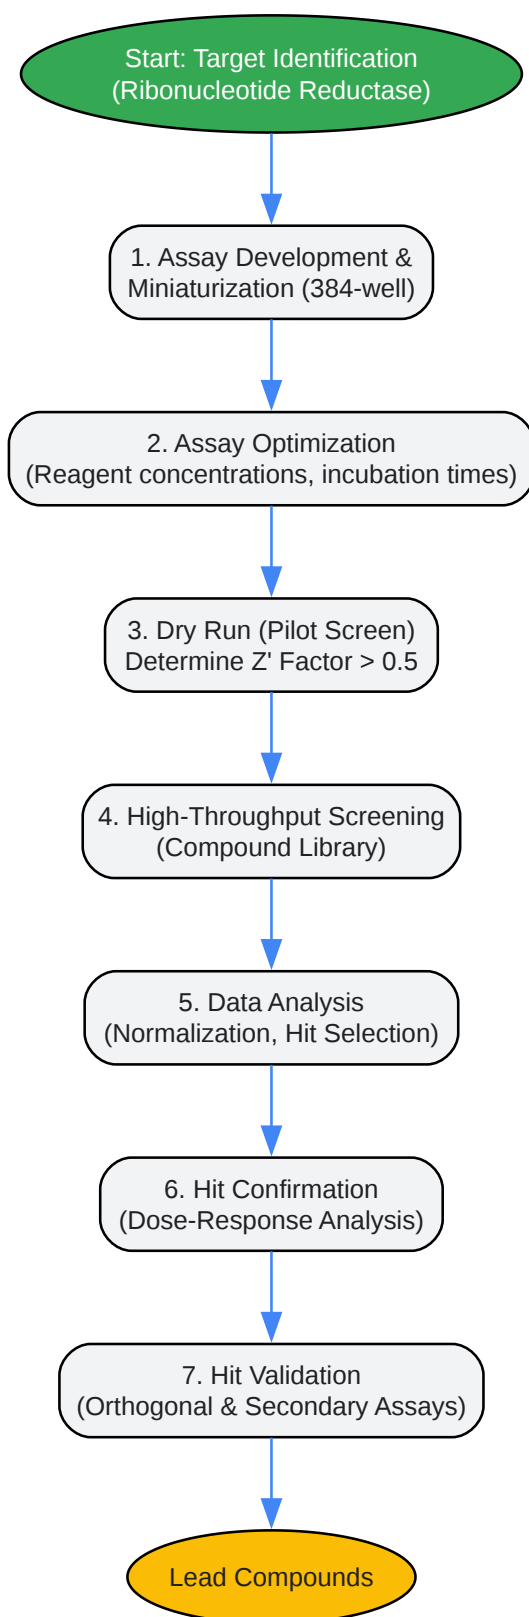 Start: Target Identification
(Ribonucleotide Reductase)
1. Assay Development &
Miniaturization (384-well)
2. Assay Optimization
(Reagent concentrations, incubation times)
3. Dry Run (Pilot Screen)
Determine Z' Factor > 0.5
4. High-Throughput Screening
(Compound Library)
5. Data Analysis
(Normalization, Hit Selection)
6. Hit Confirmation
(Dose-Response Analysis)
7. Hit Validation
(Orthogonal & Secondary Assays)
Lead Compounds